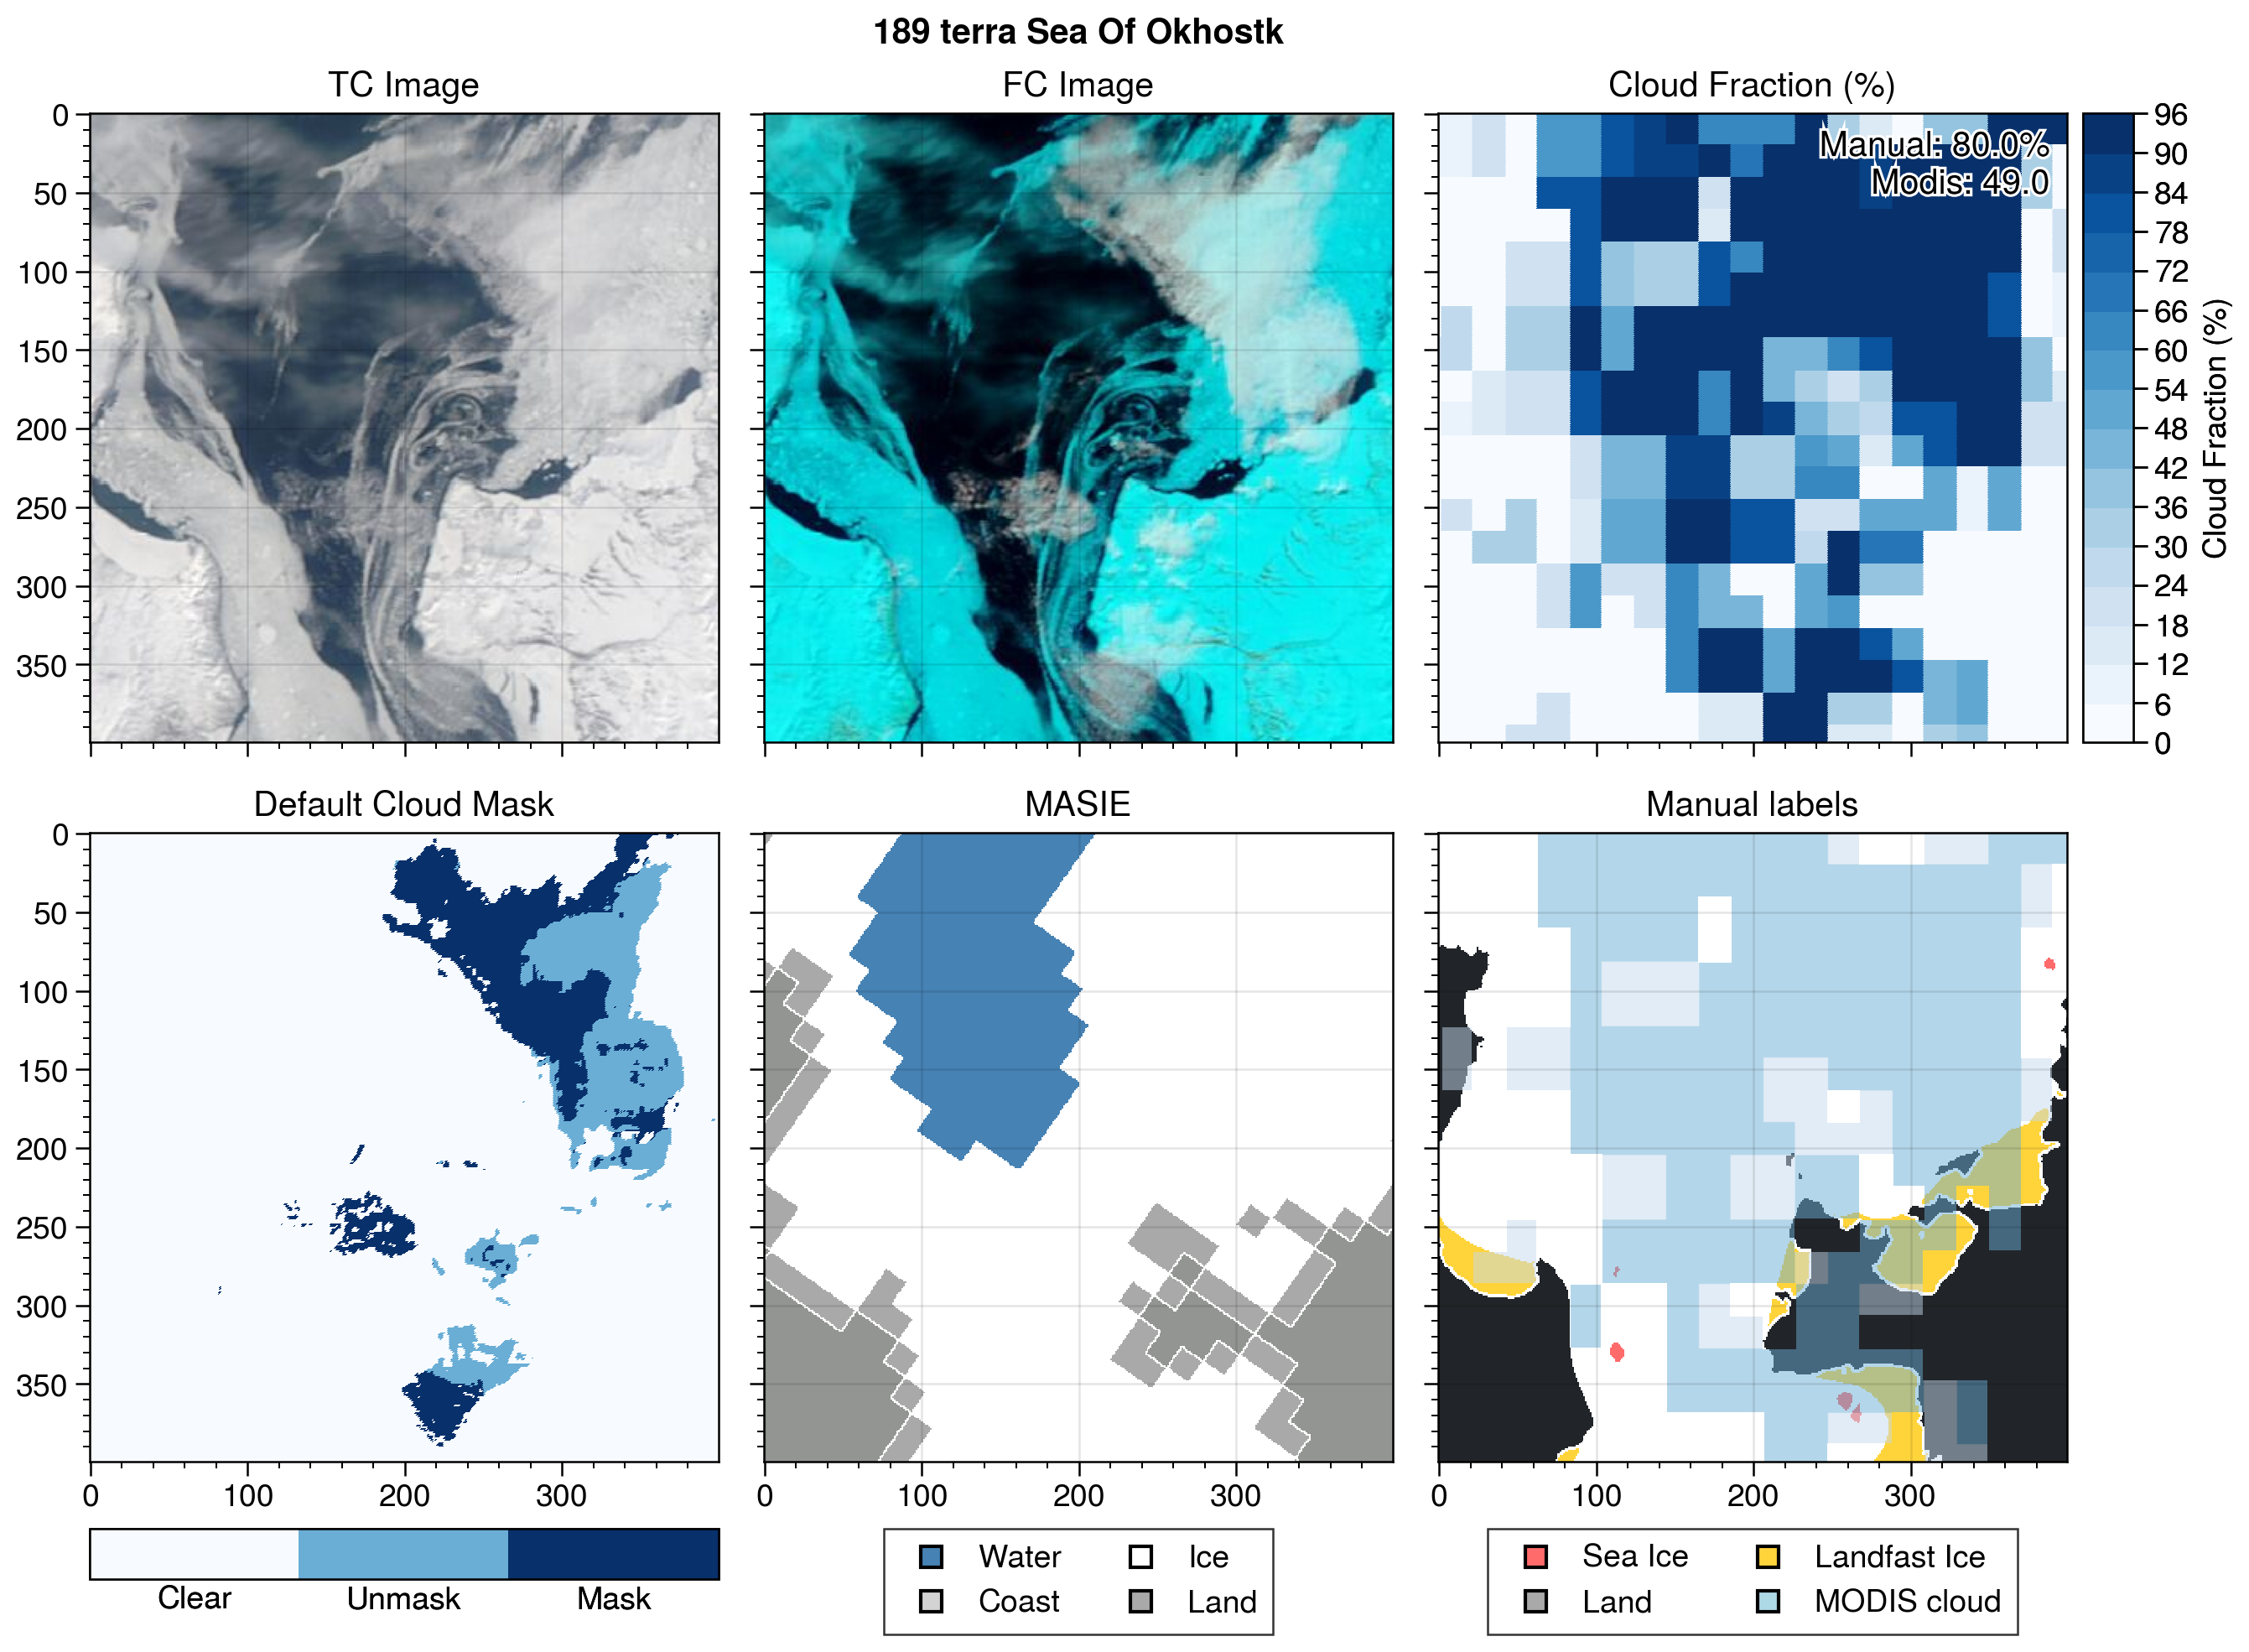 189 terra Sea Of Okhostk
TC Image
FC Image
Cloud Fraction (%)
0
50
100
150
200
250
300
350
Manual: 80.0%
Modis: 49.0
96
90
84
78
72
66
60
54
48
42
36
30
24
18
12
6
0
Cloud Fraction (%)
Default Cloud Mask
MASIE
Manual labels
0
50
100
150
200
250
300
350
0 100 200 300
0 100 200 300
0 100 200 300
Clear Unmask Mask
Water Ice
Coast Land
Sea Ice Landfast Ice
Land MODIS cloud